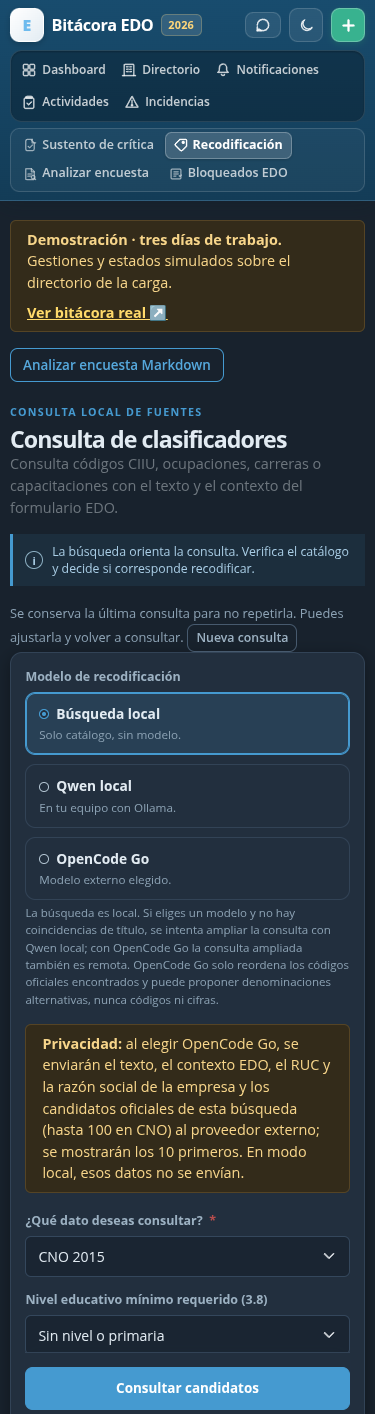 E Bitácora EDO 2026
Dashboard Directorio Notificaciones
Actividades Incidencias
Sustento de crítica Recodificación
Analizar encuesta Bloqueados EDO
Demostración · tres días de trabajo.
Gestiones y estados simulados sobre el
directorio de la carga.
Ver bitácora real ↗
Analizar encuesta Markdown
CONSULTA LOCAL DE FUENTES
Consulta de clasificadores
Consulta códigos CIIU, ocupaciones, carreras o
capacitaciones con el texto y el contexto del
formulario EDO.
La búsqueda orienta la consulta. Verifica el catálogo
y decide si corresponde recodificar.
Se conserva la última consulta para no repetirla. Puedes
ajustarla y volver a consultar. Nueva consulta
Modelo de recodificación
Búsqueda local
Solo catálogo, sin modelo.
Qwen local
En tu equipo con Ollama.
OpenCode Go
Modelo externo elegido.
La búsqueda es local. Si eliges un modelo y no hay
coincidencias de título, se intenta ampliar la consulta con
Qwen local; con OpenCode Go la consulta ampliada
también es remota. OpenCode Go solo reordena los códigos
oficiales encontrados y puede proponer denominaciones
alternativas, nunca códigos ni cifras.
Privacidad: al elegir OpenCode Go, se
enviarán el texto, el contexto EDO, el RUC y
la razón social de la empresa y los
candidatos oficiales de esta búsqueda
(hasta 100 en CNO) al proveedor externo;
se mostrarán los 10 primeros. En modo
local, esos datos no se envían.
¿Qué dato deseas consultar? *
CNO 2015
Nivel educativo mínimo requerido (3.8)
Sin nivel o primaria
Consultar candidatos